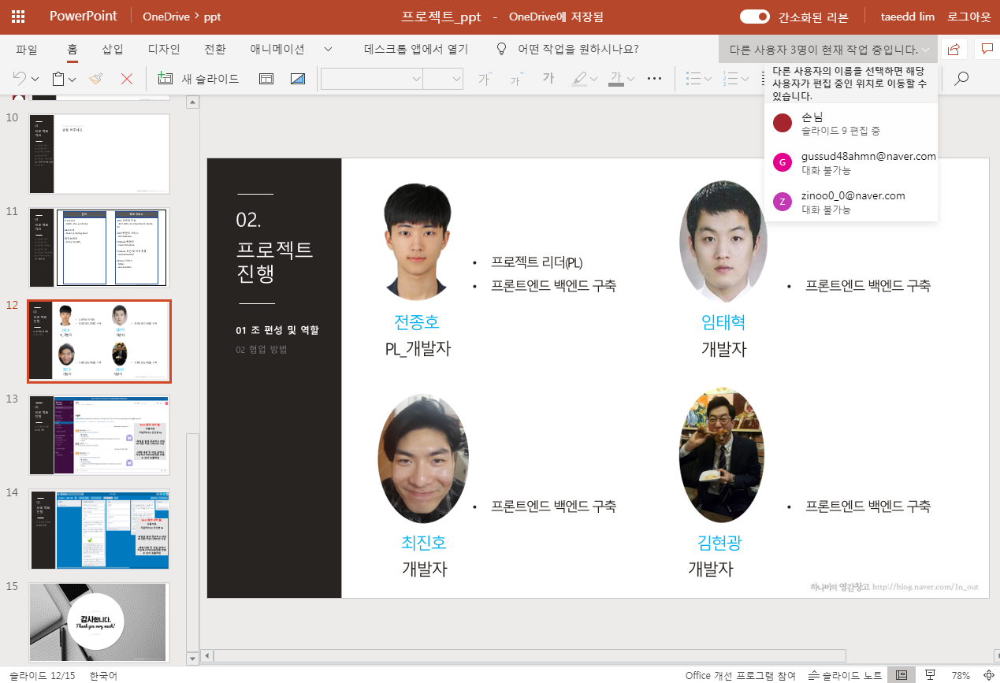 PowerPoint
OneDrive > ppt
프로젝트_ppt - OneDrive에 저장됨
간소화된 리본
taeedd lim
로그아웃
파일
홈
삽입
디자인
전환
애니메이션
데스크톱 앱에서 열기
어떤 작업을 원하시나요?
다른 사용자 3명이 현재 작업 중입니다.
새 슬라이드
다른 사용자의 이름을 선택하면 해당
사용자가 편집 중인 위치로 이동할 수
있습니다.
손님
슬라이드 9 편집 중
G
gussud48ahmn@naver.com
대화 불가능
Z
zinoo0_0@naver.com
대화 불가능
10
11
12
13
14
15
감사합니다.
Thank you very much!
02.
프로젝트
진행
01 조 편성 및 역할
02 협업 방법
• 프로젝트 리더(PL)
• 프론트엔드 백엔드 구축
전종호
PL_개발자
• 프론트엔드 백엔드 구축
임태혁
개발자
• 프론트엔드 백엔드 구축
최진호
개발자
• 프론트엔드 백엔드 구축
김현광
개발자
하나비의 영감창고 http://blog.naver.com/1n_out
슬라이드 12/15
한국어
Office 개선 프로그램 참여
슬라이드 노트
78%